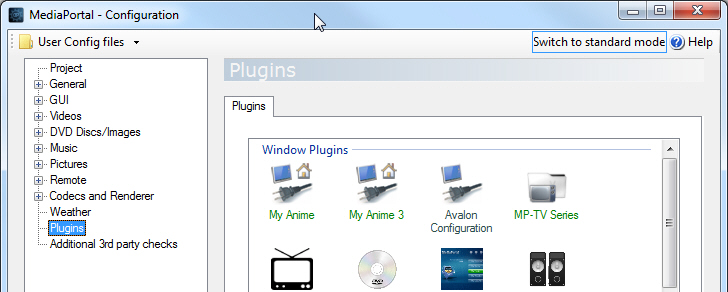 MediaPortal - Configuration
User Config files
Switch to standard mode
Help
Project
General
GUI
Videos
DVD Discs/Images
Music
Pictures
Remote
Codecs and Renderer
Weather
Plugins
Additional 3rd party checks
Plugins
Plugins
Window Plugins
My Anime
My Anime 3
Avalon
Configuration
MP-TV Series